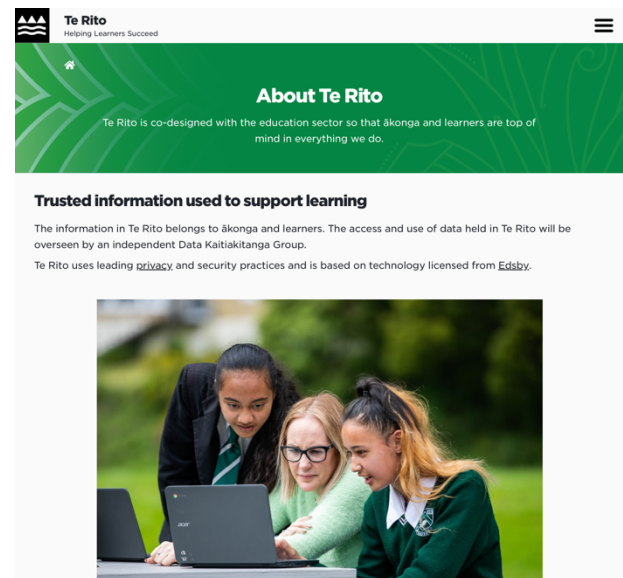 Te Rito
Helping Learners Succeed
About Te Rito
Te Rito is co-designed with the education sector so that ākonga and learners are top of
mind in everything we do.
Trusted information used to support learning
The information in Te Rito belongs to ākonga and learners. The access and use of data held in Te Rito will be
overseen by an independent Data Kaitiakitanga Group.
Te Rito uses leading privacy and security practices and is based on technology licensed from Edsby.
acer